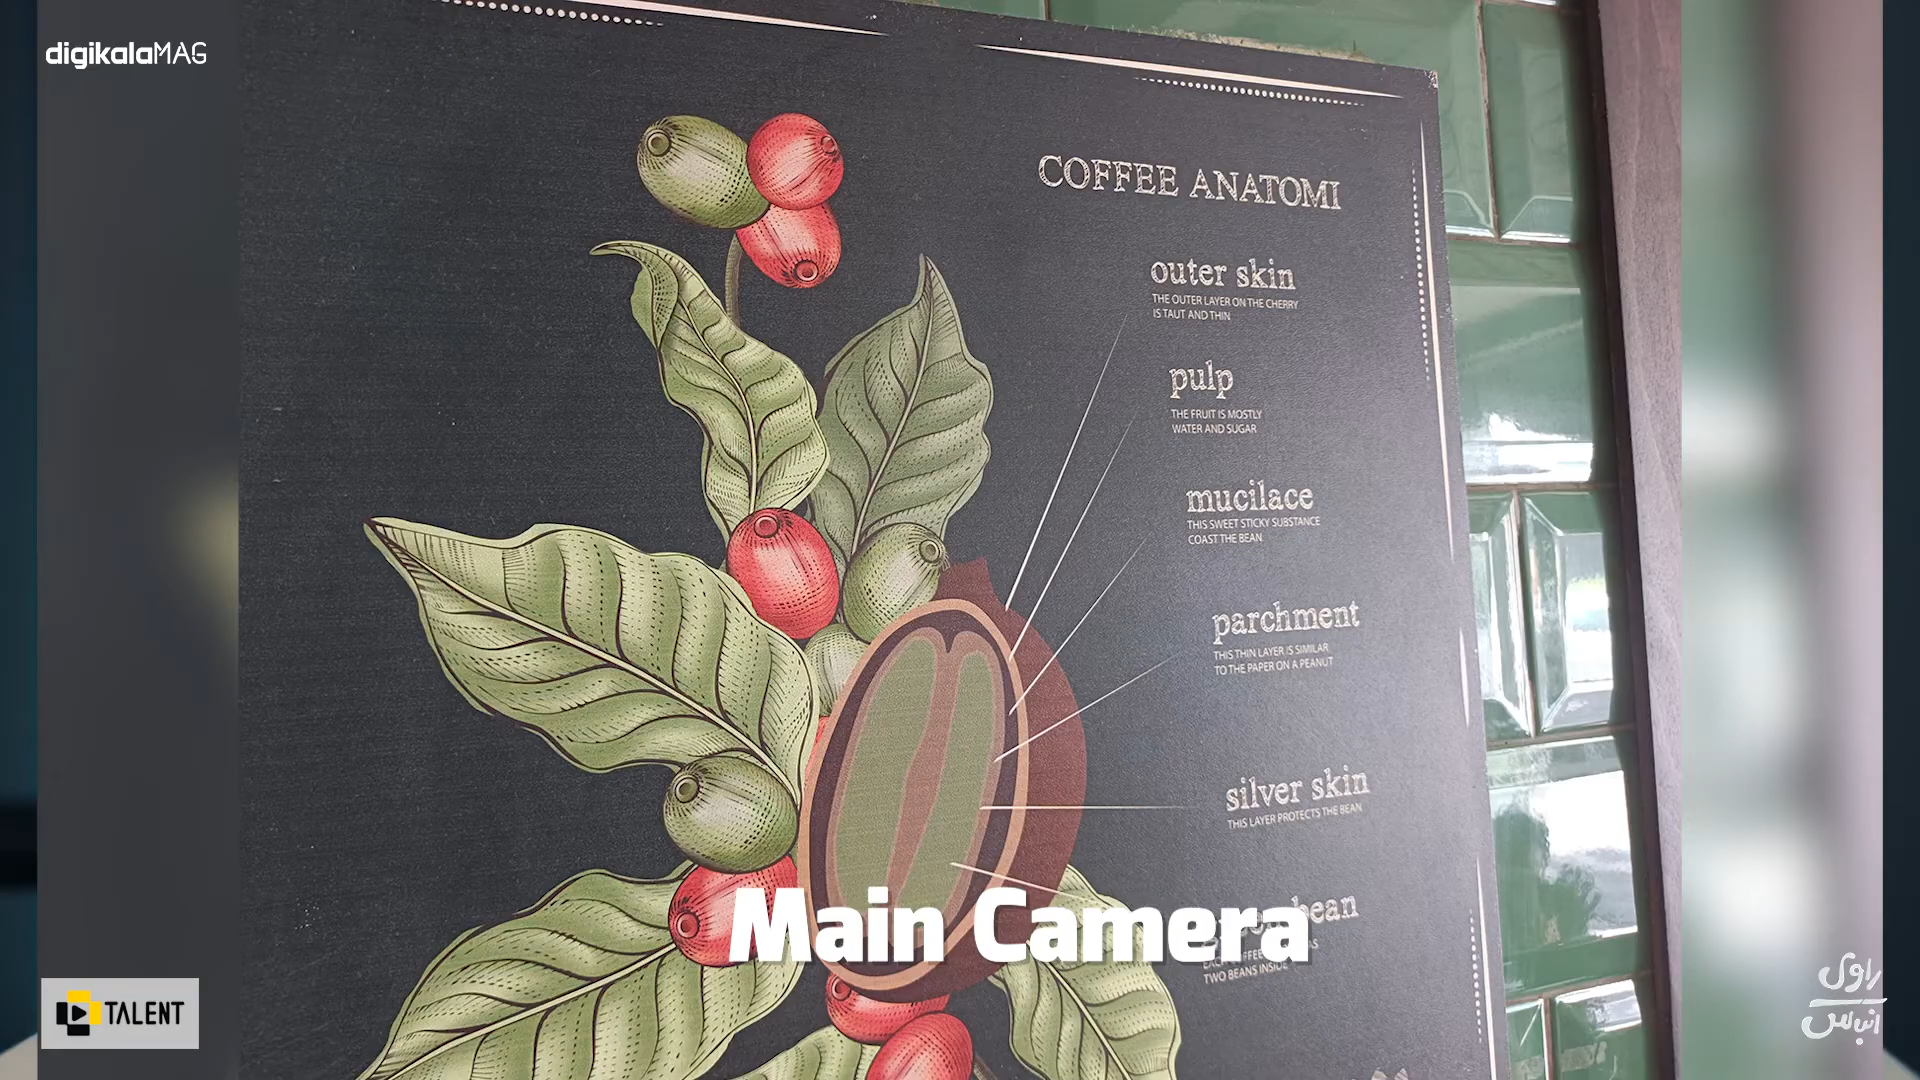 digikalaMAG
COFFEE ANATOMI
outer skin
THE OUTER LAYER ON THE CHERRY
IS TAUT AND THIN
pulp
THE FRUIT IS MOSTLY
WATER AND SUGAR
mucilace
THIS SWEET STICKY SUBSTANCE
COAST THE BEAN
parchment
THIS THIN LAYER IS SIMILAR
TO THE PAPER ON A PEANUT
silver skin
THIS LAYER PROTECTS THE BEAN
bean
TWO BEANS INSIDE
Main Camera
TALENT
راوی